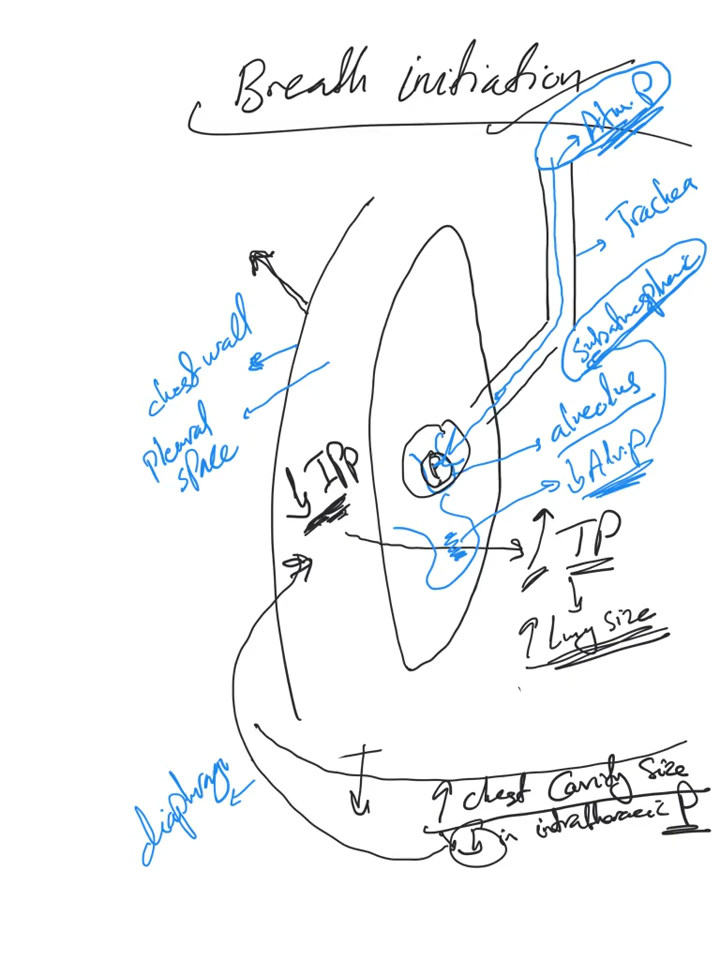 Breath initiation
Atm.P
Trachea
Subatmospheric
chest wall
pleural
space
alveolus
↓ Alv.P
↓ IPP
P
↑ TP
↓
↑ Lung size
diaphragm
↑ chest Cavity Size
↓ in intrathoracic P